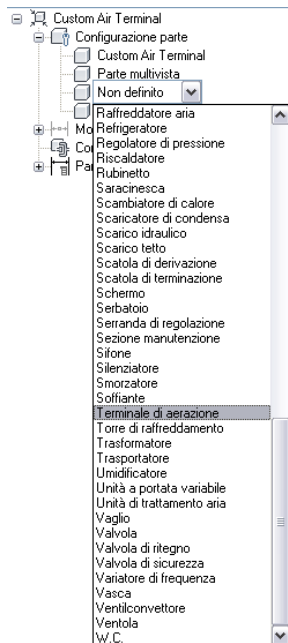 Custom Air Terminal
Configurazione parte
Custom Air Terminal
Parte multivista
Non definito
Raffreddatore aria
Mo
Refrigeratore
Regolatore di pressione
Co
Riscaldatore
Par
Rubinetto
Saracinesca
Scambiatore di calore
Scaricatore di condensa
Scarico idraulico
Scarico tetto
Scatola di derivazione
Scatola di terminazione
Schermo
Serbatoio
Serranda di regolazione
Sezione manutenzione
Sifone
Silenziatore
Smorzatore
Soffiante
Terminale di aerazione
Torre di raffreddamento
Trasformatore
Trasportatore
Umidificatore
Unità a portata variabile
Unità di trattamento aria
Vaglio
Valvola
Valvola di ritegno
Valvola di sicurezza
Variatore di frequenza
Vasca
Ventilconvettore
Ventola
W.C.